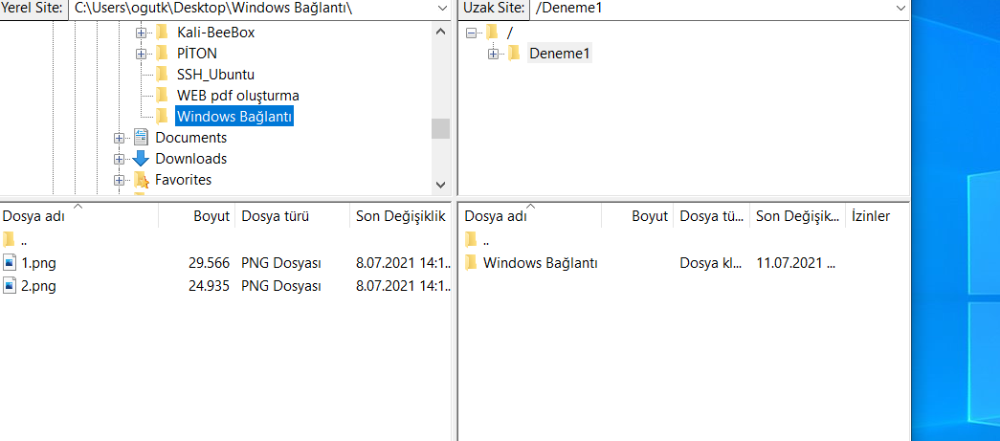 Yerel Site: C:\Users\ogutk\Desktop\Windows Bağlantı\
Kali-BeeBox
PİTON
SSH_Ubuntu
WEB pdf oluşturma
Windows Bağlantı
Documents
Downloads
Favorites
Uzak Site: /Deneme1
/
Deneme1
Dosya adı Boyut Dosya türü Son Değişiklik
..
1.png 29.566 PNG Dosyası 8.07.2021 14:1...
2.png 24.935 PNG Dosyası 8.07.2021 14:1...
Dosya adı Boyut Dosya tü... Son Değişik... İzinler
..
Windows Bağlantı Dosya kl... 11.07.2021 ...